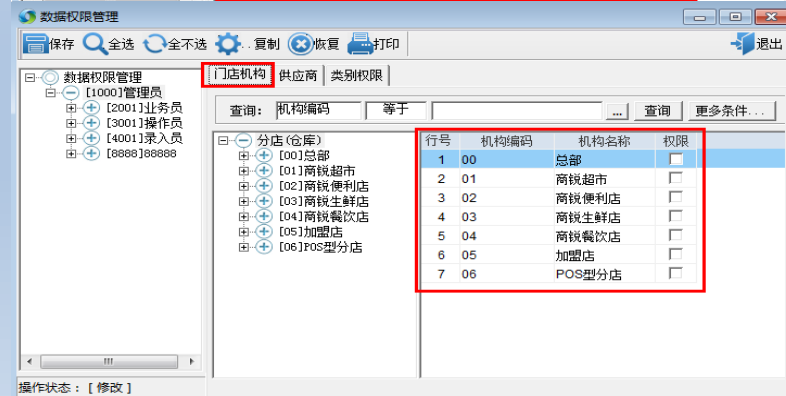 数据权限管理
保存 全选 全不选 ..复制 恢复 打印 退出
数据权限管理
[1000]管理员
[2001]业务员
[3001]操作员
[4001]录入员
[8888]88888
门店机构 供应商 类别权限
查询: 机构编码 等于 ... 查询 更多条件...
分店(仓库)
[00]总部
[01]商锐超市
[02]商锐便利店
[03]商锐生鲜店
[04]商锐餐饮店
[05]加盟店
[06]POS型分店
行号 机构编码 机构名称 权限
1 00 总部
2 01 商锐超市
3 02 商锐便利店
4 03 商锐生鲜店
5 04 商锐餐饮店
6 05 加盟店
7 06 POS型分店
操作状态：[修改]